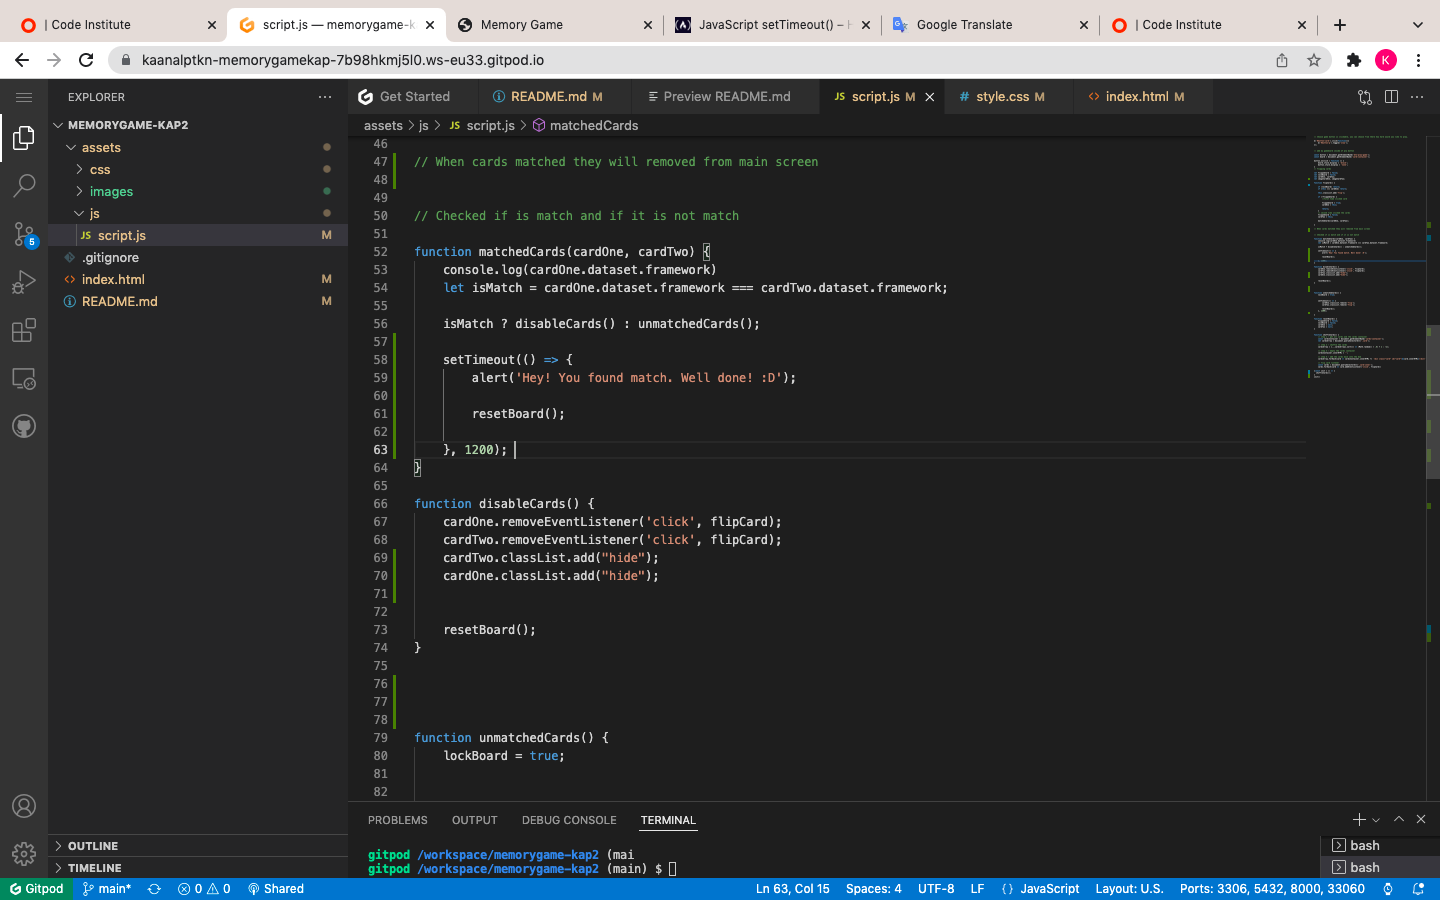 | Code Institute
script.js — memorygame-k
Memory Game
JavaScript setTimeout() – H
Google Translate
| Code Institute
kaanalptkn-memorygamekap-7b98hkmj5l0.ws-eu33.gitpod.io
K
EXPLORER
MEMORYGAME-KAP2
assets
css
images
js
JS script.js M
.gitignore
index.html M
README.md M
OUTLINE
TIMELINE
5
Get Started
README.md M
Preview README.md
JS script.js M
# style.css M
index.html M
assets > js > JS script.js > matchedCards
46
47 // When cards matched they will removed from main screen
48
49
50 // Checked if is match and if it is not match
51
52 function matchedCards(cardOne, cardTwo) {
53 console.log(cardOne.dataset.framework)
54 let isMatch = cardOne.dataset.framework === cardTwo.dataset.framework;
55
56 isMatch ? disableCards() : unmatchedCards();
57
58 setTimeout(() => {
59 alert('Hey! You found match. Well done! :D');
60
61 resetBoard();
62
63 }, 1200);
64 }
65
66 function disableCards() {
67 cardOne.removeEventListener('click', flipCard);
68 cardTwo.removeEventListener('click', flipCard);
69 cardTwo.classList.add("hide");
70 cardOne.classList.add("hide");
71
72
73 resetBoard();
74 }
75
76
77
78
79 function unmatchedCards() {
80 lockBoard = true;
81
82
PROBLEMS OUTPUT DEBUG CONSOLE TERMINAL
gitpod /workspace/memorygame-kap2 (mai
gitpod /workspace/memorygame-kap2 (main) $
bash
bash
Gitpod main* 0 0 Shared Ln 63, Col 15 Spaces: 4 UTF-8 LF {} JavaScript Layout: U.S. Ports: 3306, 5432, 8000, 33060